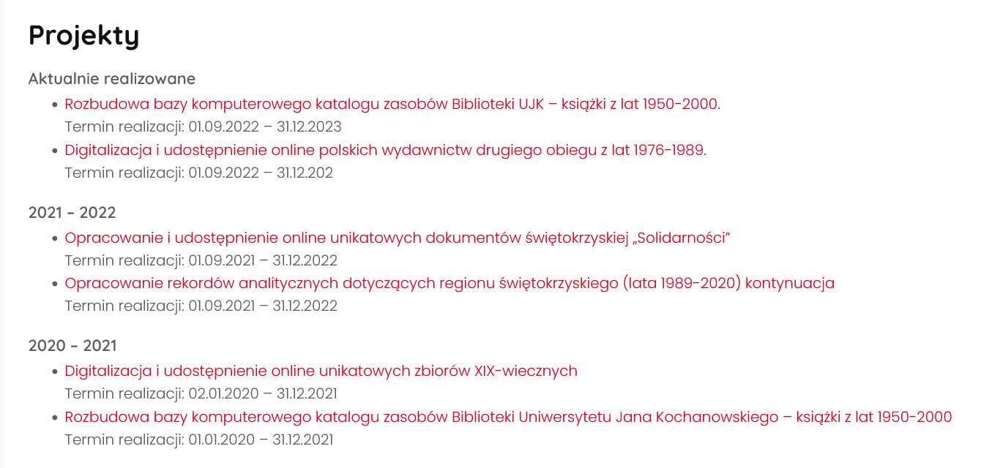 Projekty
Aktualnie realizowane
• Rozbudowa bazy komputerowego katalogu zasobów Biblioteki UJK – książki z lat 1950-2000.
Termin realizacji: 01.09.2022 – 31.12.2023
• Digitalizacja i udostępnienie online polskich wydawnictw drugiego obiegu z lat 1976-1989.
Termin realizacji: 01.09.2022 – 31.12.202
2021 – 2022
• Opracowanie i udostępnienie online unikatowych dokumentów świętokrzyskiej „Solidarności”
Termin realizacji: 01.09.2021 – 31.12.2022
• Opracowanie rekordów analitycznych dotyczących regionu świętokrzyskiego (lata 1989-2020) kontynuacja
Termin realizacji: 01.09.2021 – 31.12.2022
2020 – 2021
• Digitalizacja i udostępnienie online unikatowych zbiorów XIX-wiecznych
Termin realizacji: 02.01.2020 – 31.12.2021
• Rozbudowa bazy komputerowego katalogu zasobów Biblioteki Uniwersytetu Jana Kochanowskiego – książki z lat 1950-2000
Termin realizacji: 01.01.2020 – 31.12.2021